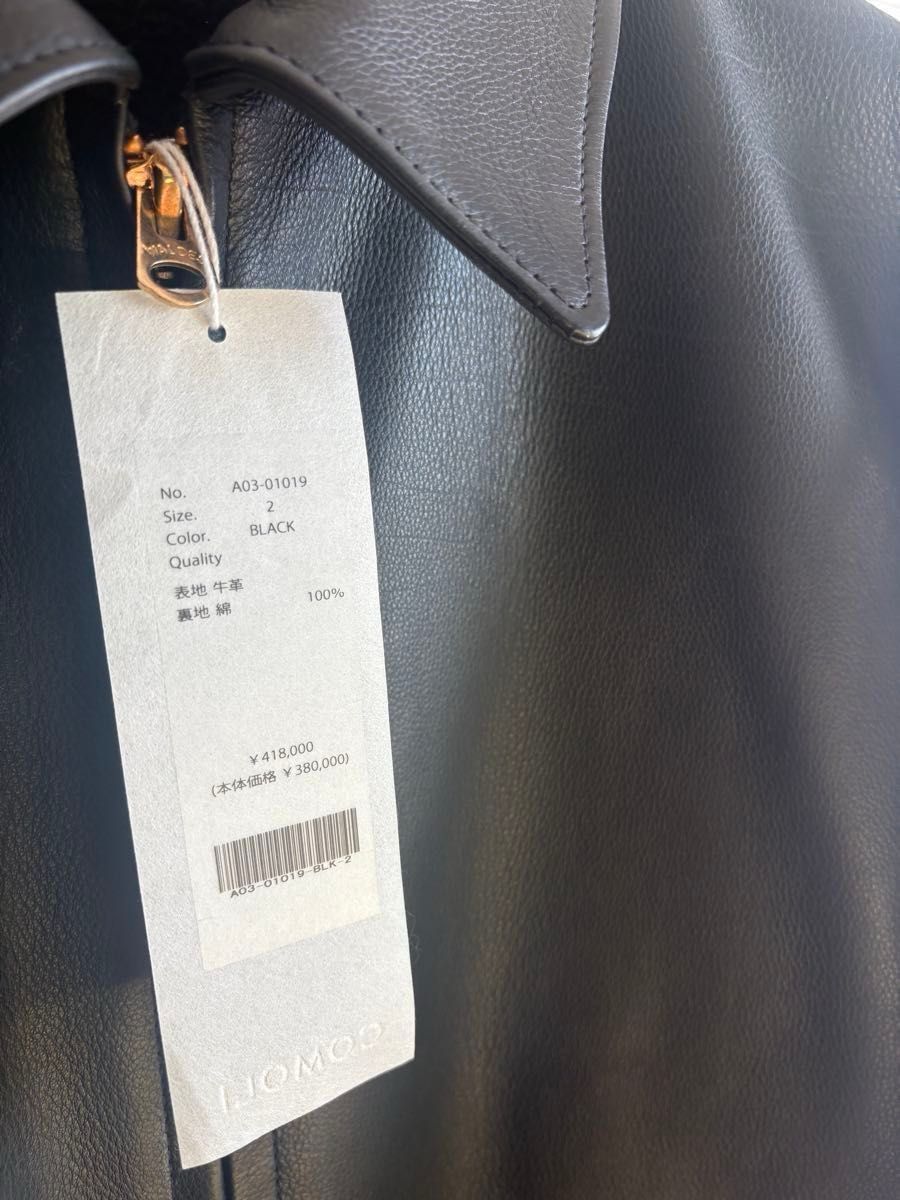 WALDES
No. A03-01019
Size. 2
Color. BLACK
Quality
表地 牛革
裏地 綿 100%
￥418,000
(本体価格 ￥380,000)
A03-01019-BLK-2